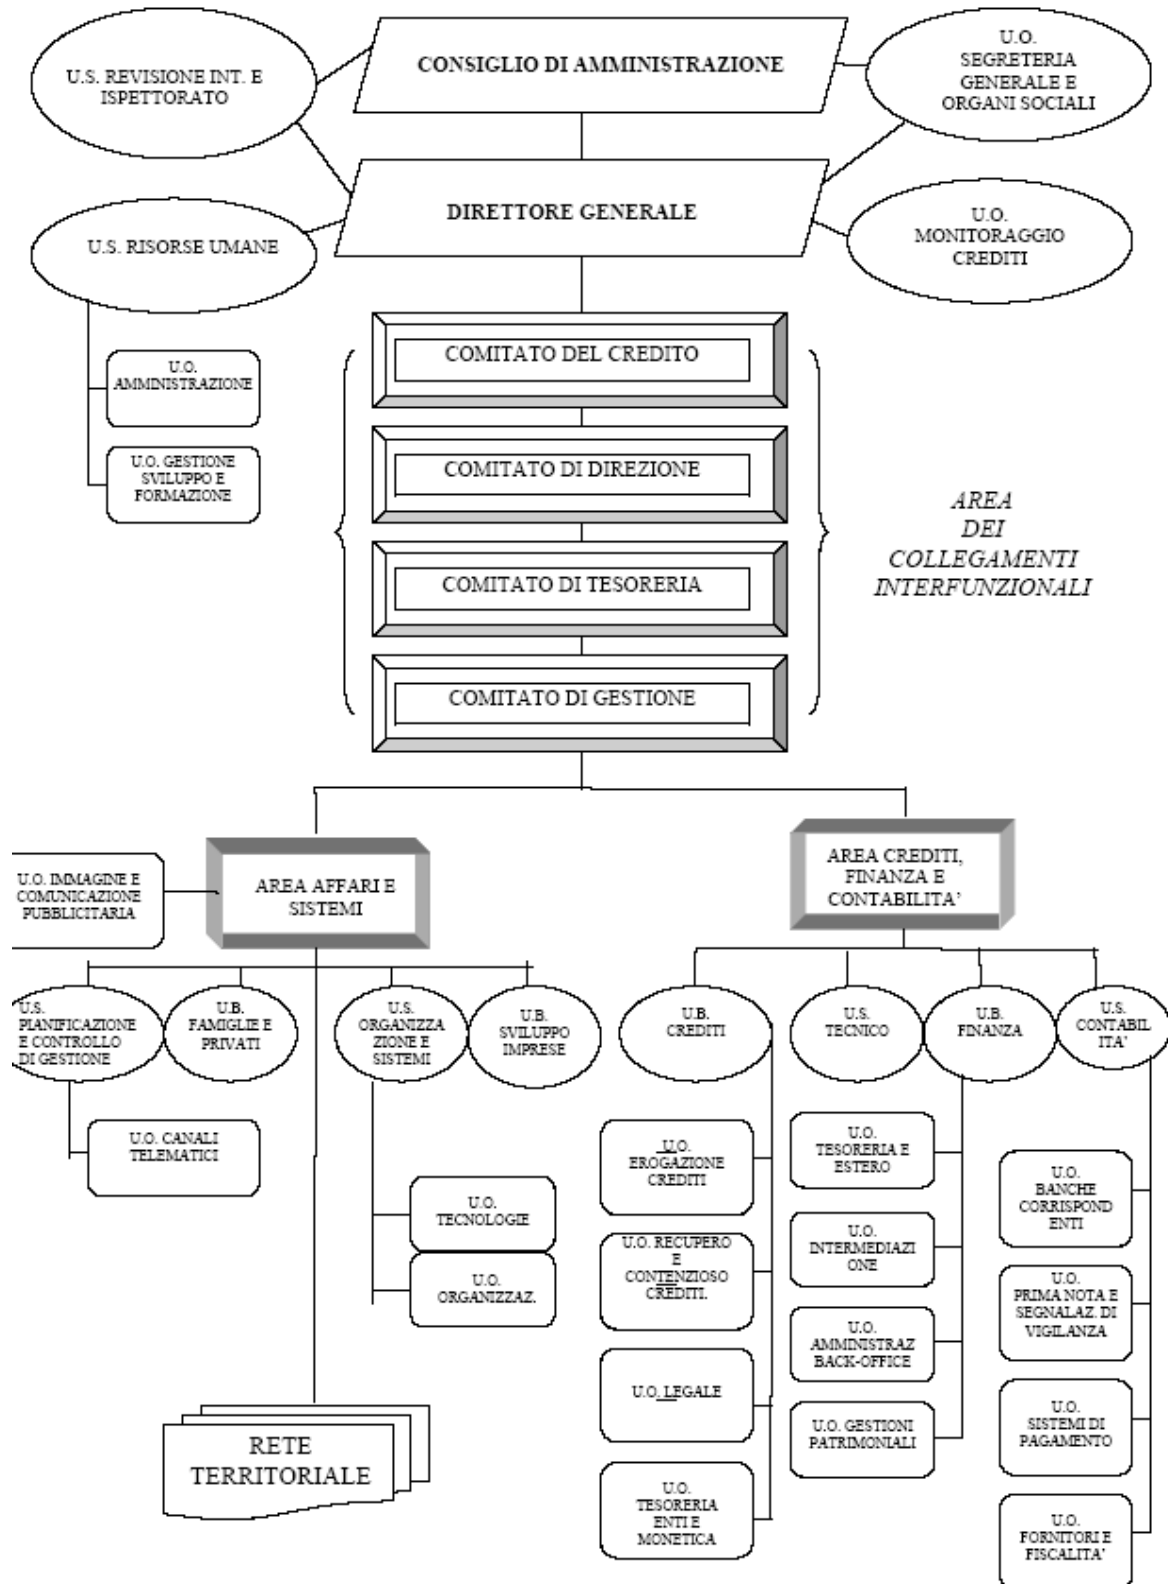 U.S. REVISIONE INT. E
ISPETTORATO
CONSIGLIO DI AMMINISTRAZIONE
U.O.
SEGRETERIA
GENERALE E
ORGANI SOCIALI
U.S. RISORSE UMANE
DIRETTORE GENERALE
U.O.
MONITORAGGIO
CREDITI
U.O.
AMMINISTRAZIONE
U.O. GESTIONE
SVILUPPO E
FORMAZIONE
COMITATO DEL CREDITO
COMITATO DI DIREZIONE
COMITATO DI TESORERIA
COMITATO DI GESTIONE
AREA
DEI
COLLEGAMENTI
INTERFUNZIONALI
U.O. IMMAGINE E
COMUNICAZIONE
PUBBLICITARIA
AREA AFFARI E
SISTEMI
AREA CREDITI,
FINANZA E
CONTABILITA'
U.S.
PIANIFICAZIONE
E CONTROLLO
DI GESTIONE
U.B.
FAMIGLIE E
PRIVATI
U.S.
ORGANIZZA
ZIONE E
SISTEMI
U.B.
SVILUPPO
IMPRESE
U.B.
CREDITI
U.S.
TECNICO
U.B.
FINANZA
U.S.
CONTABIL
ITA'
U.O. CANALI
TELEMATICI
U.O.
TECNOLOGIE
U.O.
ORGANIZZAZ.
U.O.
EROGAZIONE
CREDITI
U.O. RECUPERO
E
CONTENZIOSO
CREDITI.
U.O. LEGALE
U.O.
TESORERIA
ENTI E
MONETICA
U.O.
TESORERIA E
ESTERO
U.O.
INTERMEDIAZI
ONE
U.O.
AMMINISTRAZ
BACK-OFFICE
U.O. GESTIONI
PATRIMONIALI
U.O.
BANCHE
CORRISPOND
ENTI
U.O.
PRIMA NOTA E
SEGNALAZ. DI
VIGILANZA
U.O.
SISTEMI DI
PAGAMENTO
U.O.
FORNITORI E
FISCALITA'
RETE
TERRITORIALE